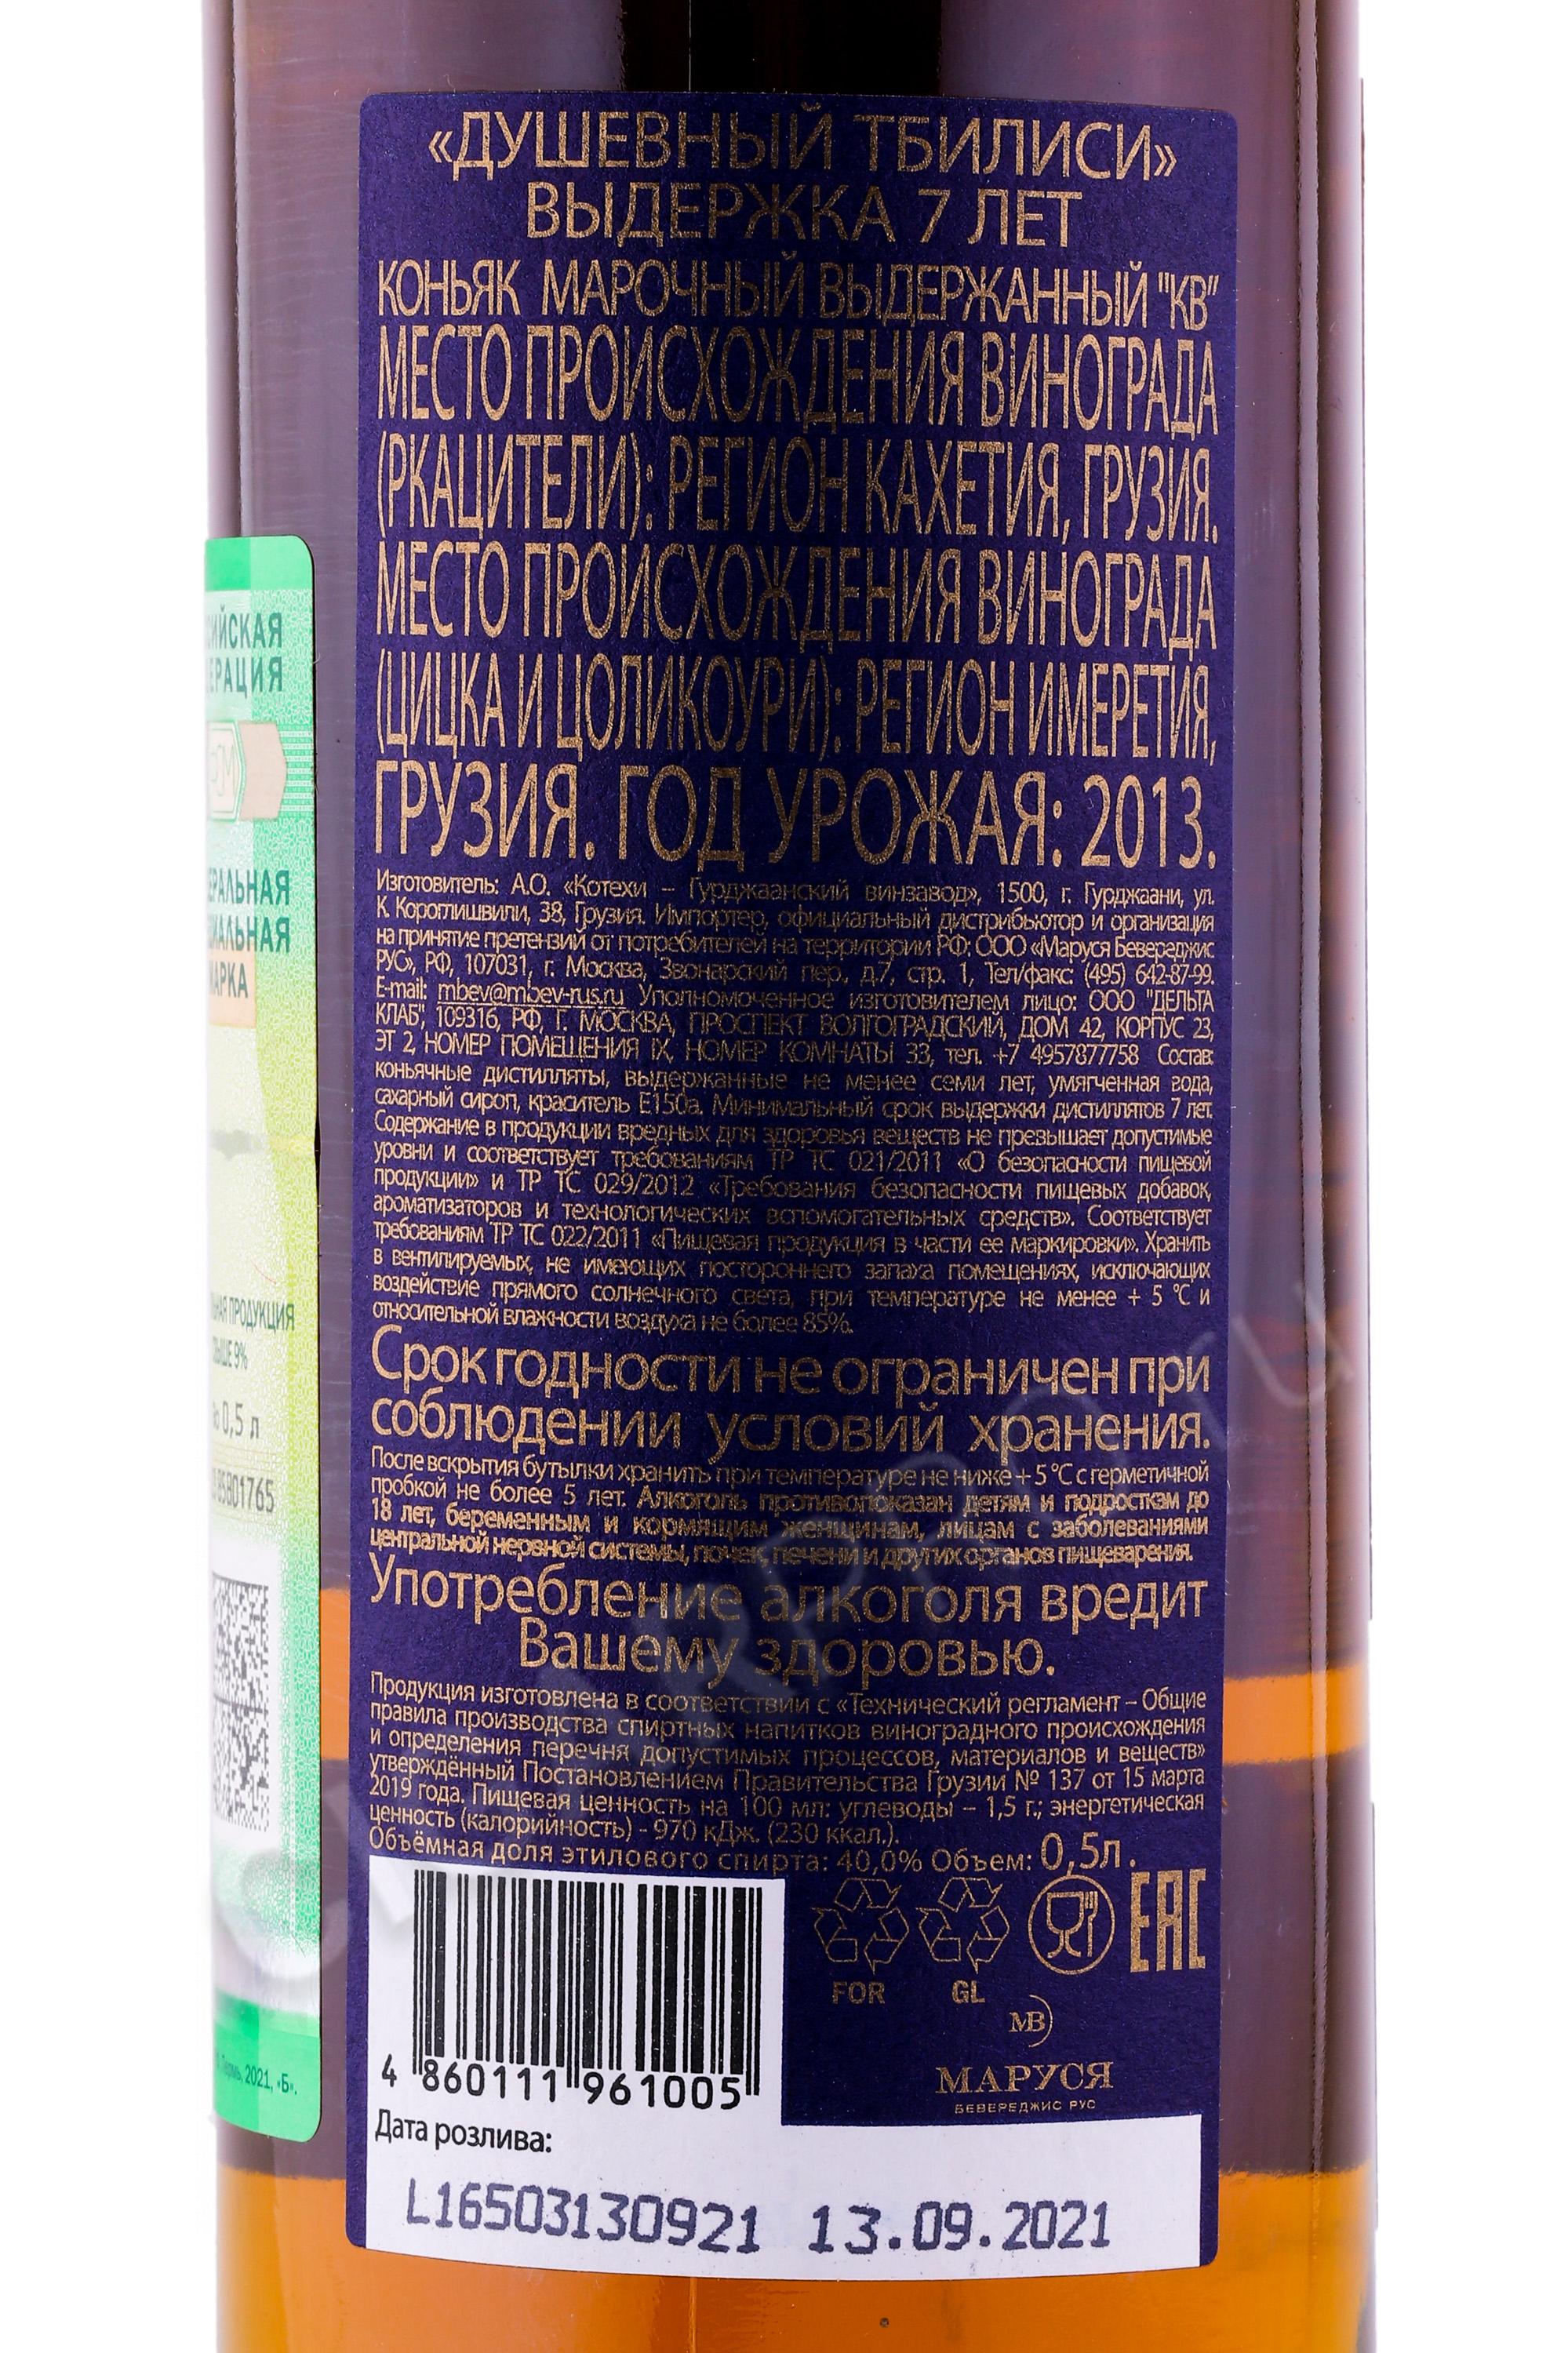 «ДУШЕВНЫЙ ТБИЛИСИ»
ВЫДЕРЖКА 7 ЛЕТ
КОНЬЯК МАРОЧНЫЙ ВЫДЕРЖАННЫЙ "КВ"
МЕСТО ПРОИСХОЖДЕНИЯ ВИНОГРАДА
(РКАЦИТЕЛИ): РЕГИОН КАХЕТИЯ, ГРУЗИЯ.
МЕСТО ПРОИСХОЖДЕНИЯ ВИНОГРАДА
(ЦИЦКА И ЦОЛИКОУРИ): РЕГИОН ИМЕРЕТИЯ,
ГРУЗИЯ. ГОД УРОЖАЯ: 2013.
Изготовитель: А.О. «Котехи – Гурджаанский винзавод», 1500, г. Гурджаани, ул.
К. Короглишвили, 38, Грузия. Импортер, официальный дистрибьютор и организация
на принятие претензий от потребителей на территории РФ: ООО «Маруся Бевереджис
РУС», РФ, 107031, г. Москва, Звонарский пер., д.7, стр. 1, Тел/факс: (495) 642-87-99.
E-mail: mbev@mbev-rus.ru Уполномоченное изготовителем лицо: ООО "ДЕЛЬТА
КЛАБ", 109316, РФ, Г. МОСКВА, ПРОСПЕКТ ВОЛГОГРАДСКИЙ, ДОМ 42, КОРПУС 23,
ЭТ 2, НОМЕР ПОМЕЩЕНИЯ IX, НОМЕР КОМНАТЫ 33, тел. +7 4957877758 Состав:
коньячные дистилляты, выдержанные не менее семи лет, умягченная вода,
сахарный сироп, краситель Е150а. Минимальный срок выдержки дистиллятов 7 лет.
Содержание в продукции вредных для здоровья веществ не превышает допустимые
уровни и соответствует требованиям ТР ТС 021/2011 «О безопасности пищевой
продукции» и ТР ТС 029/2012 «Требования безопасности пищевых добавок,
ароматизаторов и технологических вспомогательных средств». Соответствует
требованиям ТР ТС 022/2011 «Пищевая продукция в части ее маркировки». Хранить
в вентилируемых, не имеющих постороннего запаха помещениях, исключающих
воздействие прямого солнечного света, при температуре не менее + 5 °С и
относительной влажности воздуха не более 85%.
Срок годности не ограничен при
соблюдении условий хранения.
После вскрытия бутылки хранить при температуре не ниже + 5 °С с герметичной
пробкой не более 5 лет. Алкоголь противопоказан детям и подросткам до
18 лет, беременным и кормящим женщинам, лицам с заболеваниями
центральной нервной системы, почек, печени и других органов пищеварения.
Употребление алкоголя вредит
Вашему здоровью.
Продукция изготовлена в соответствии с «Технический регламент – Общие
правила производства спиртных напитков виноградного происхождения
и определения перечня допустимых процессов, материалов и веществ»
утверждённый Постановлением Правительства Грузии № 137 от 15 марта
2019 года. Пищевая ценность на 100 мл: углеводы – 1,5 г.; энергетическая
ценность (калорийность) - 970 кДж. (230 ккал.).
Объёмная доля этилового спирта: 40,0% Объем: 0,5л.
FOR GL EAC
МВ
МАРУСЯ
БЕВЕРЕДЖИС РУС
4 860111 961005
Дата розлива:
L16503130921 13.09.2021
ИЙСКАЯ
ЕРАЦИЯ
ЕРАЛЬНАЯ
ИАЛЬНАЯ
МАРКА
НАЯ ПРОДУКЦИЯ
ЫШЕ 9%
0,5 л
85801765
Пермь, 2021, «Б».